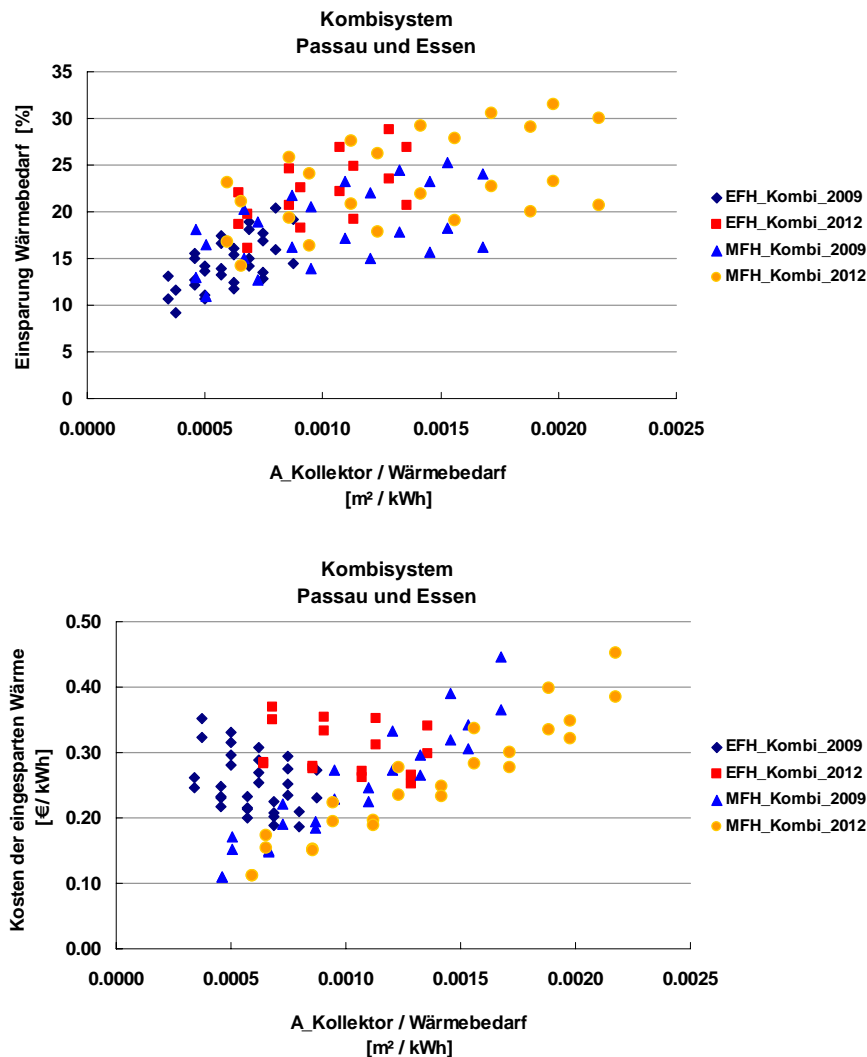 Kombisystem
Passau und Essen
Einsparung Wärmebedarf [%]
35
30
25
20
15
10
5
0
0.0000 0.0005 0.0010 0.0015 0.0020 0.0025
A_Kollektor / Wärmebedarf
[m² / kWh]
EFH_Kombi_2009
EFH_Kombi_2012
MFH_Kombi_2009
MFH_Kombi_2012
Kombisystem
Passau und Essen
Kosten der eingesparten Wärme
[€/ kWh]
0.50
0.40
0.30
0.20
0.10
0.00
0.0000 0.0005 0.0010 0.0015 0.0020 0.0025
A_Kollektor / Wärmebedarf
[m² / kWh]
EFH_Kombi_2009
EFH_Kombi_2012
MFH_Kombi_2009
MFH_Kombi_2012